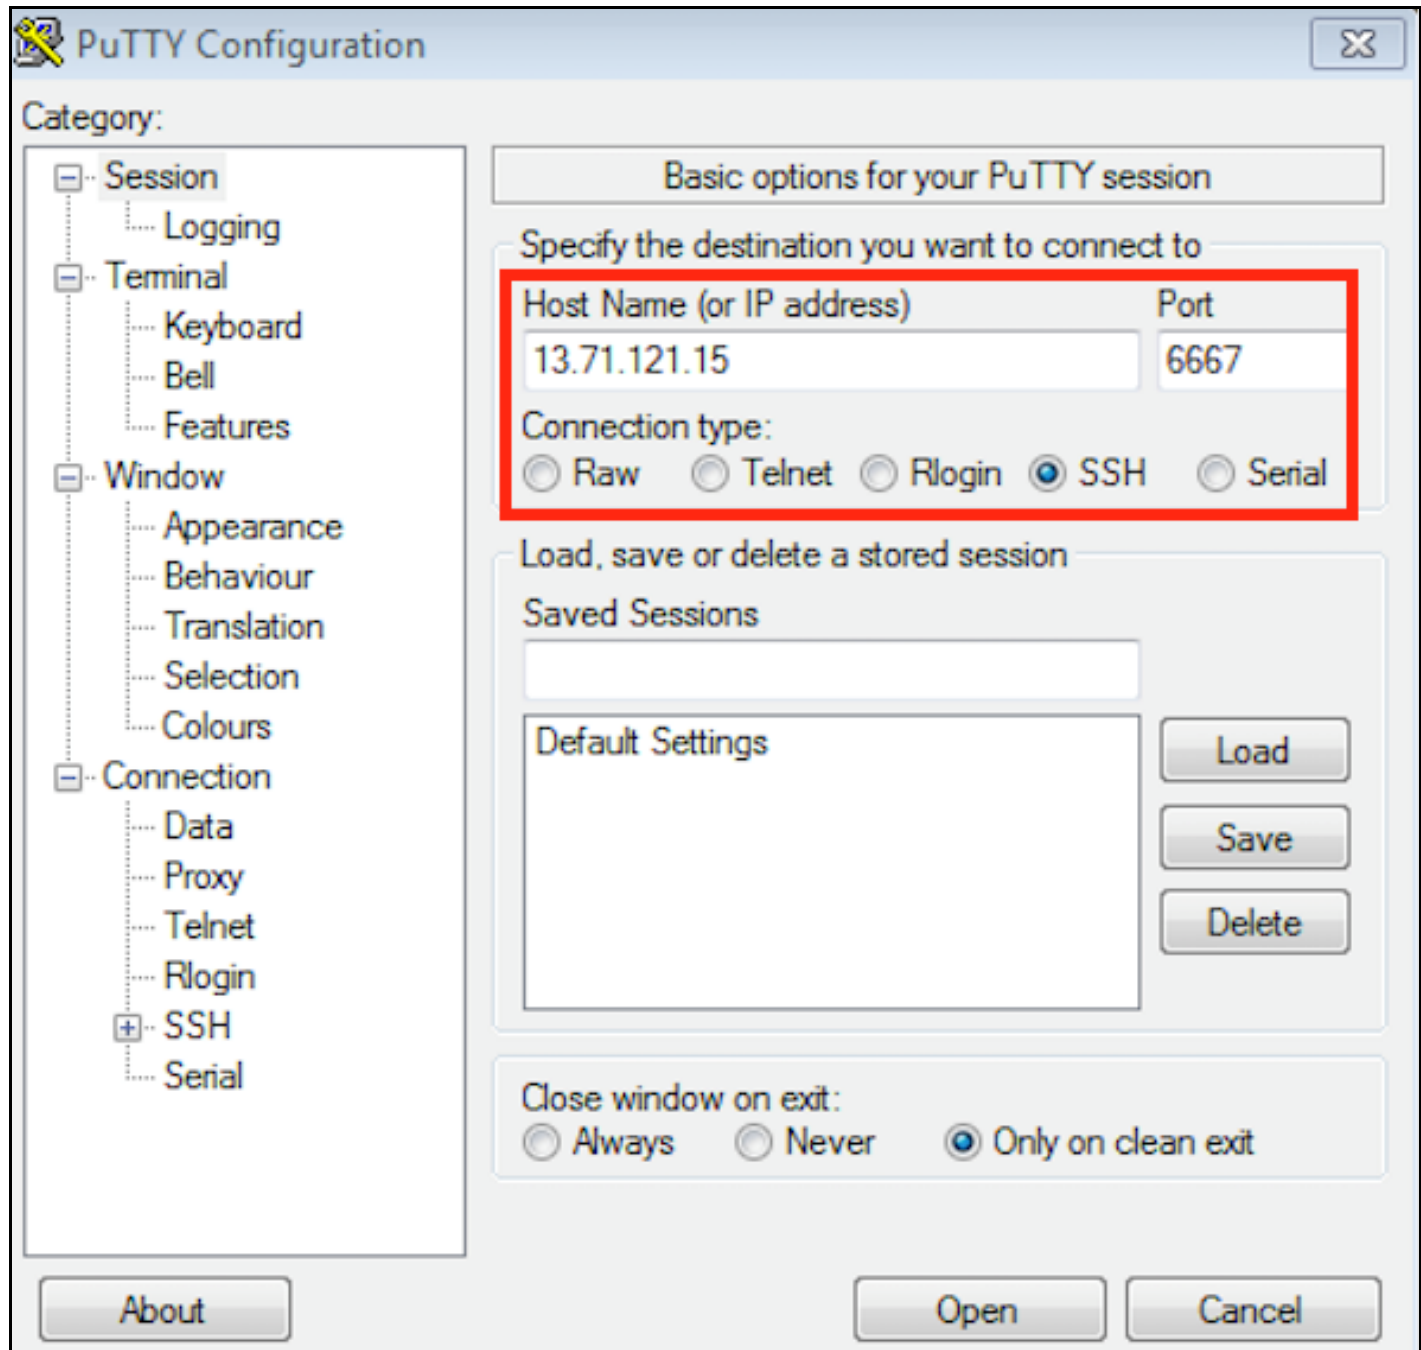 PuTTY Configuration
Category:
Session
Logging
Terminal
Keyboard
Bell
Features
Window
Appearance
Behaviour
Translation
Selection
Colours
Connection
Data
Proxy
Telnet
Rlogin
SSH
Serial
Basic options for your PuTTY session
Specify the destination you want to connect to
Host Name (or IP address) Port
13.71.121.15 6667
Connection type:
Raw Telnet Rlogin SSH Serial
Load, save or delete a stored session
Saved Sessions
Default Settings
Load
Save
Delete
Close window on exit:
Always Never Only on clean exit
About Open Cancel